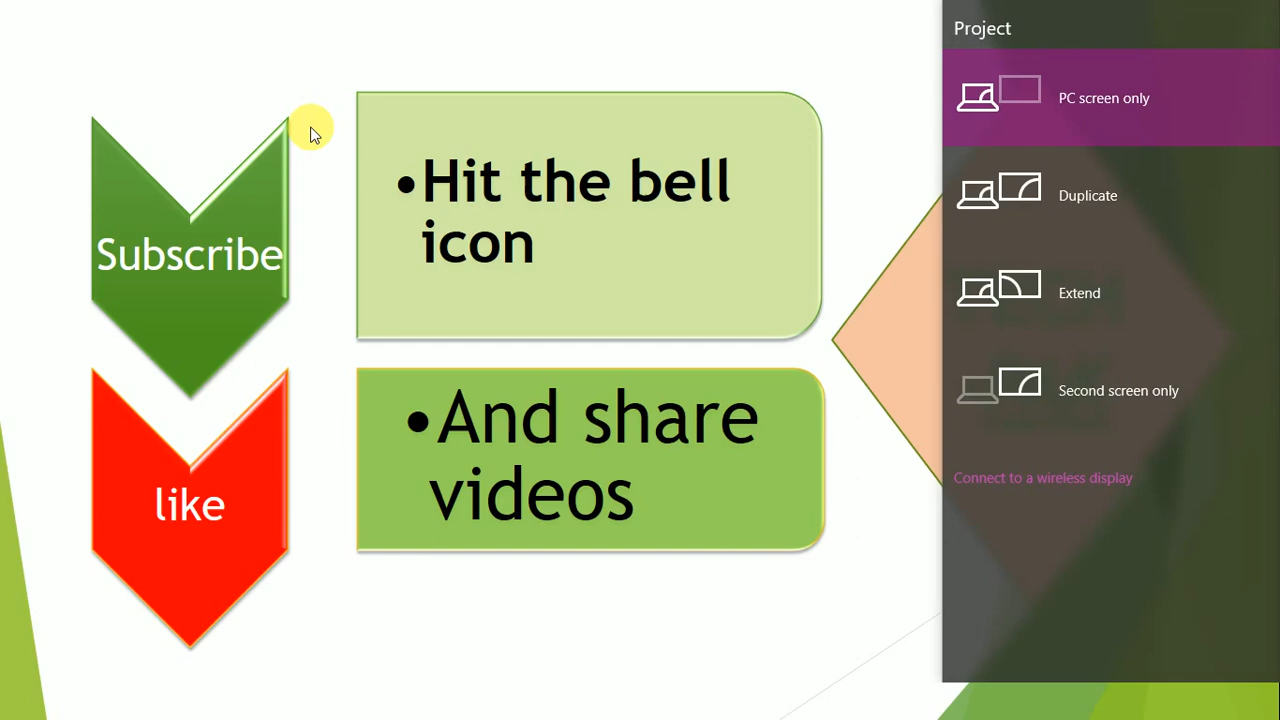 Subscribe
•Hit the bell
icon
like
•And share
videos
Project
PC screen only
Duplicate
Extend
Second screen only
Connect to a wireless display